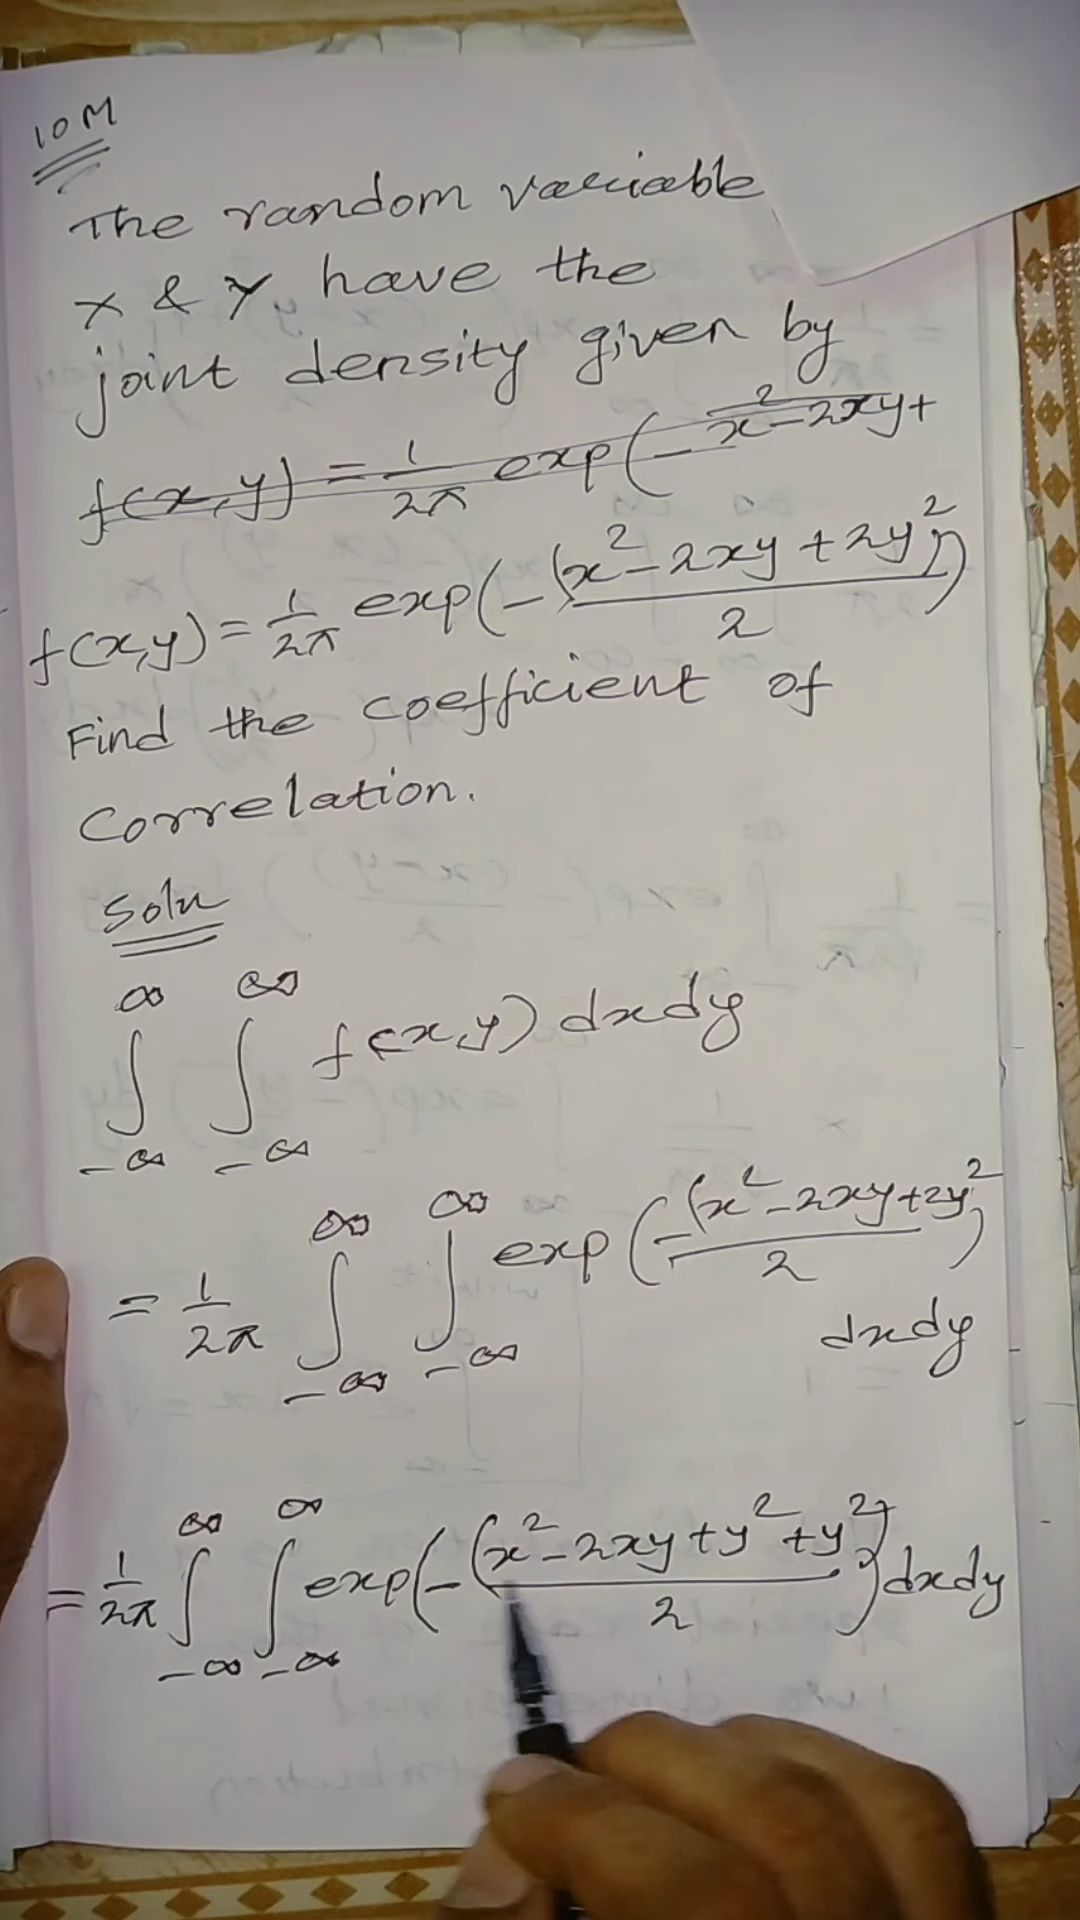 10M
The random variable
X & Y have the
joint density given by
f(x,y) = 1/2π exp(- x² - 2xy +
f(x,y) = 1/2π exp(- (x² - 2xy + 2y²)/2)
Find the coefficient of
Correlation.
Soln
∫_{-∞}^{∞} ∫_{-∞}^{∞} f(x,y) dxdy
= 1/2π ∫_{-∞}^{∞} ∫_{-∞}^{∞} exp(-(x² - 2xy + 2y²)/2)
dxdy
= 1/2π ∫_{-∞}^{∞} ∫_{-∞}^{∞} exp(-(x² - 2xy + y² + y²)/2) dxdy